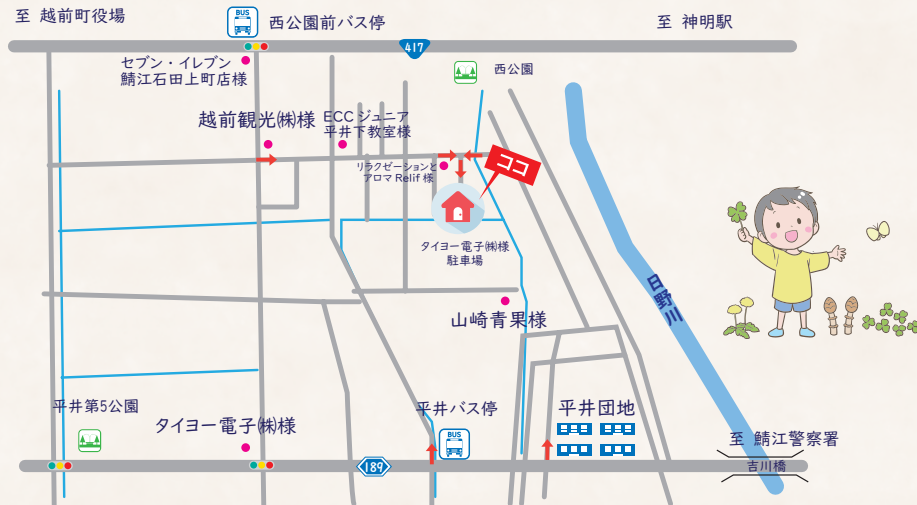 至 越前町役場
BUS
西公園前バス停
至 神明駅
417
セブン・イレブン
鯖江石田上町店様
西公園
越前観光㈱様
ECCジュニア
平井下教室様
リラクゼーションと
アロマ Relif 様
ココ
タイヨー電子㈱様
駐車場
日野川
山崎青果様
平井第5公園
タイヨー電子㈱様
平井バス停
BUS
平井団地
至 鯖江警察署
189
吉川橋